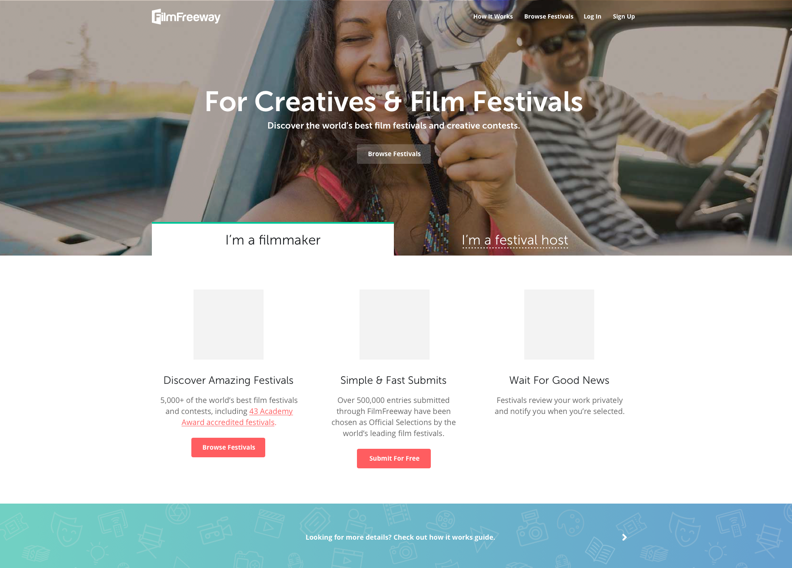 FilmFreeway
How It Works Browse Festivals Log In Sign Up
For Creatives & Film Festivals
Discover the world's best film festivals and creative contests.
Browse Festivals
I'm a filmmaker
I'm a festival host
Discover Amazing Festivals
5,000+ of the world's best film festivals
and contests, including 43 Academy
Award accredited festivals.
Browse Festivals
Simple & Fast Submits
Over 500,000 entries submitted
through FilmFreeway have been
chosen as Official Selections by the
world's leading film festivals.
Submit For Free
Wait For Good News
Festivals review your work privately
and notify you when you're selected.
Looking for more details? Check out how it works guide.